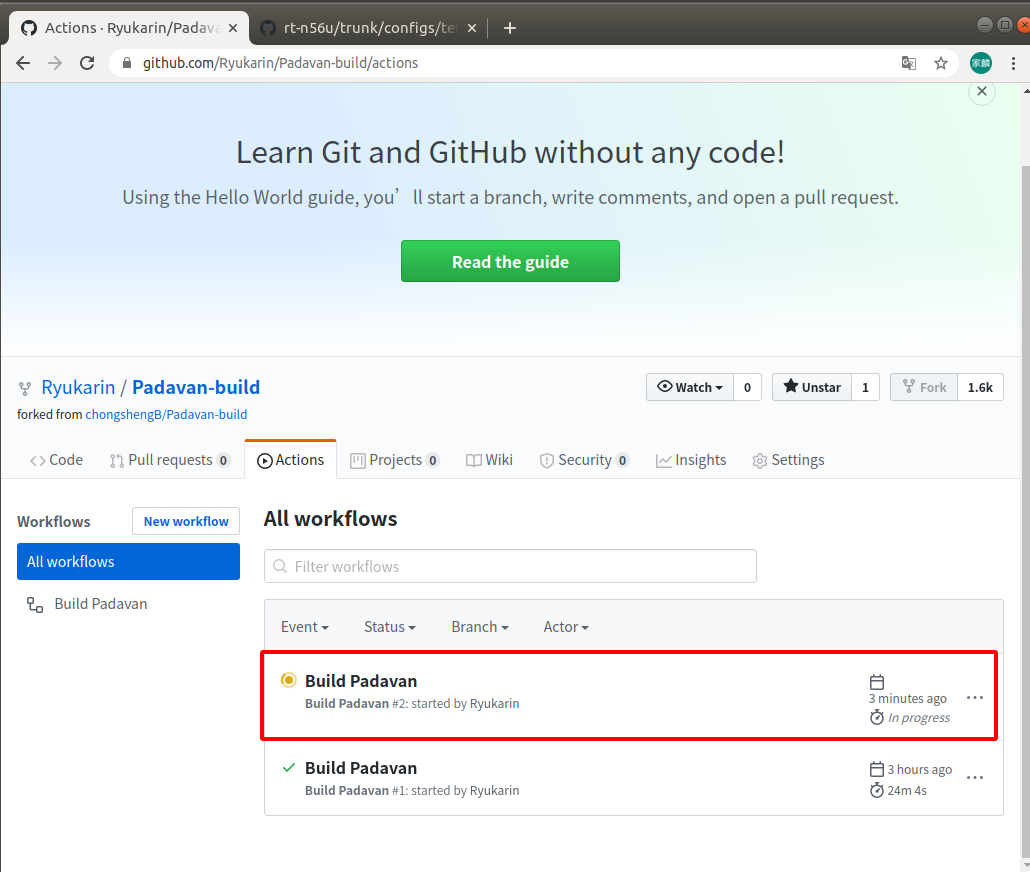 Actions · Ryukarin/Padava
rt-n56u/trunk/configs/te
github.com/Ryukarin/Padavan-build/actions
家麟
Learn Git and GitHub without any code!
Using the Hello World guide, you’ll start a branch, write comments, and open a pull request.
Read the guide
Ryukarin / Padavan-build
Watch 0
Unstar 1
Fork 1.6k
forked from chongshengB/Padavan-build
Code
Pull requests 0
Actions
Projects 0
Wiki
Security 0
Insights
Settings
Workflows
New workflow
All workflows
Build Padavan
All workflows
Filter workflows
Event
Status
Branch
Actor
Build Padavan
Build Padavan #2: started by Ryukarin
3 minutes ago
In progress
Build Padavan
Build Padavan #1: started by Ryukarin
3 hours ago
24m 4s